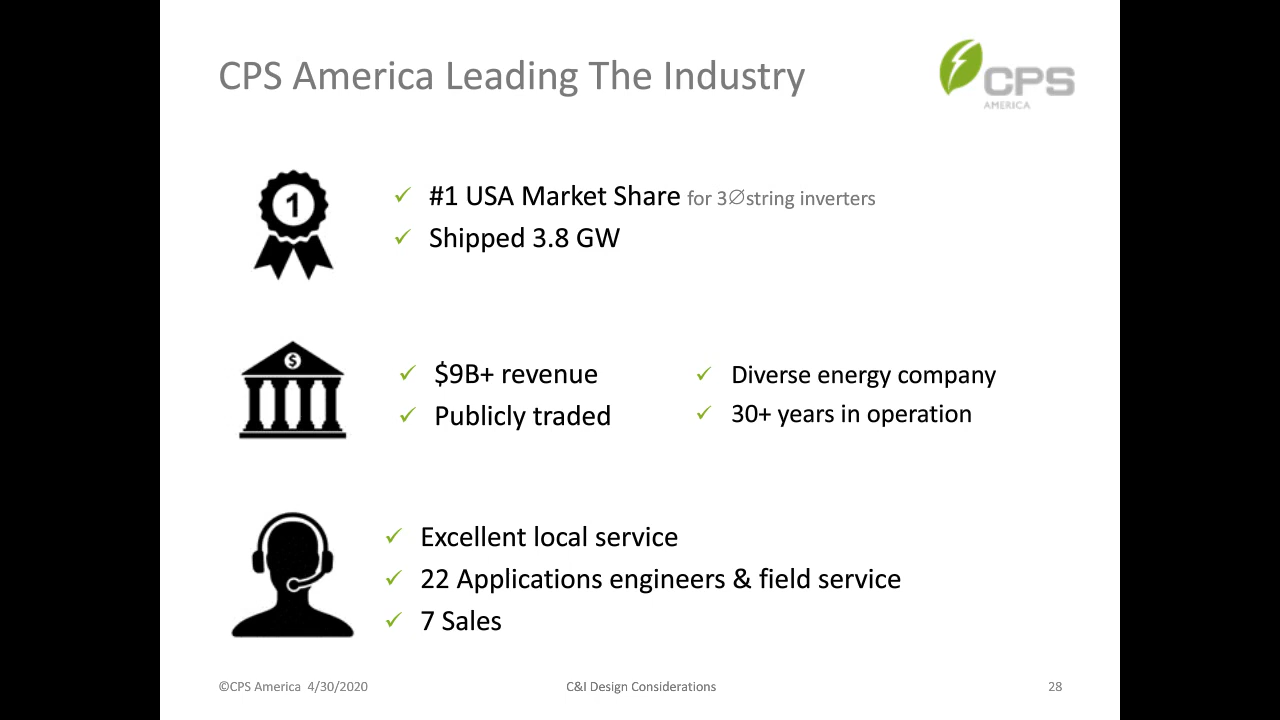 CPS America Leading The Industry
CPS
AMERICA
1
✓ #1 USA Market Share for 3∅string inverters
✓ Shipped 3.8 GW
$
✓ $9B+ revenue
✓ Publicly traded
✓ Diverse energy company
✓ 30+ years in operation
✓ Excellent local service
✓ 22 Applications engineers & field service
✓ 7 Sales
©CPS America 4/30/2020
C&I Design Considerations
28